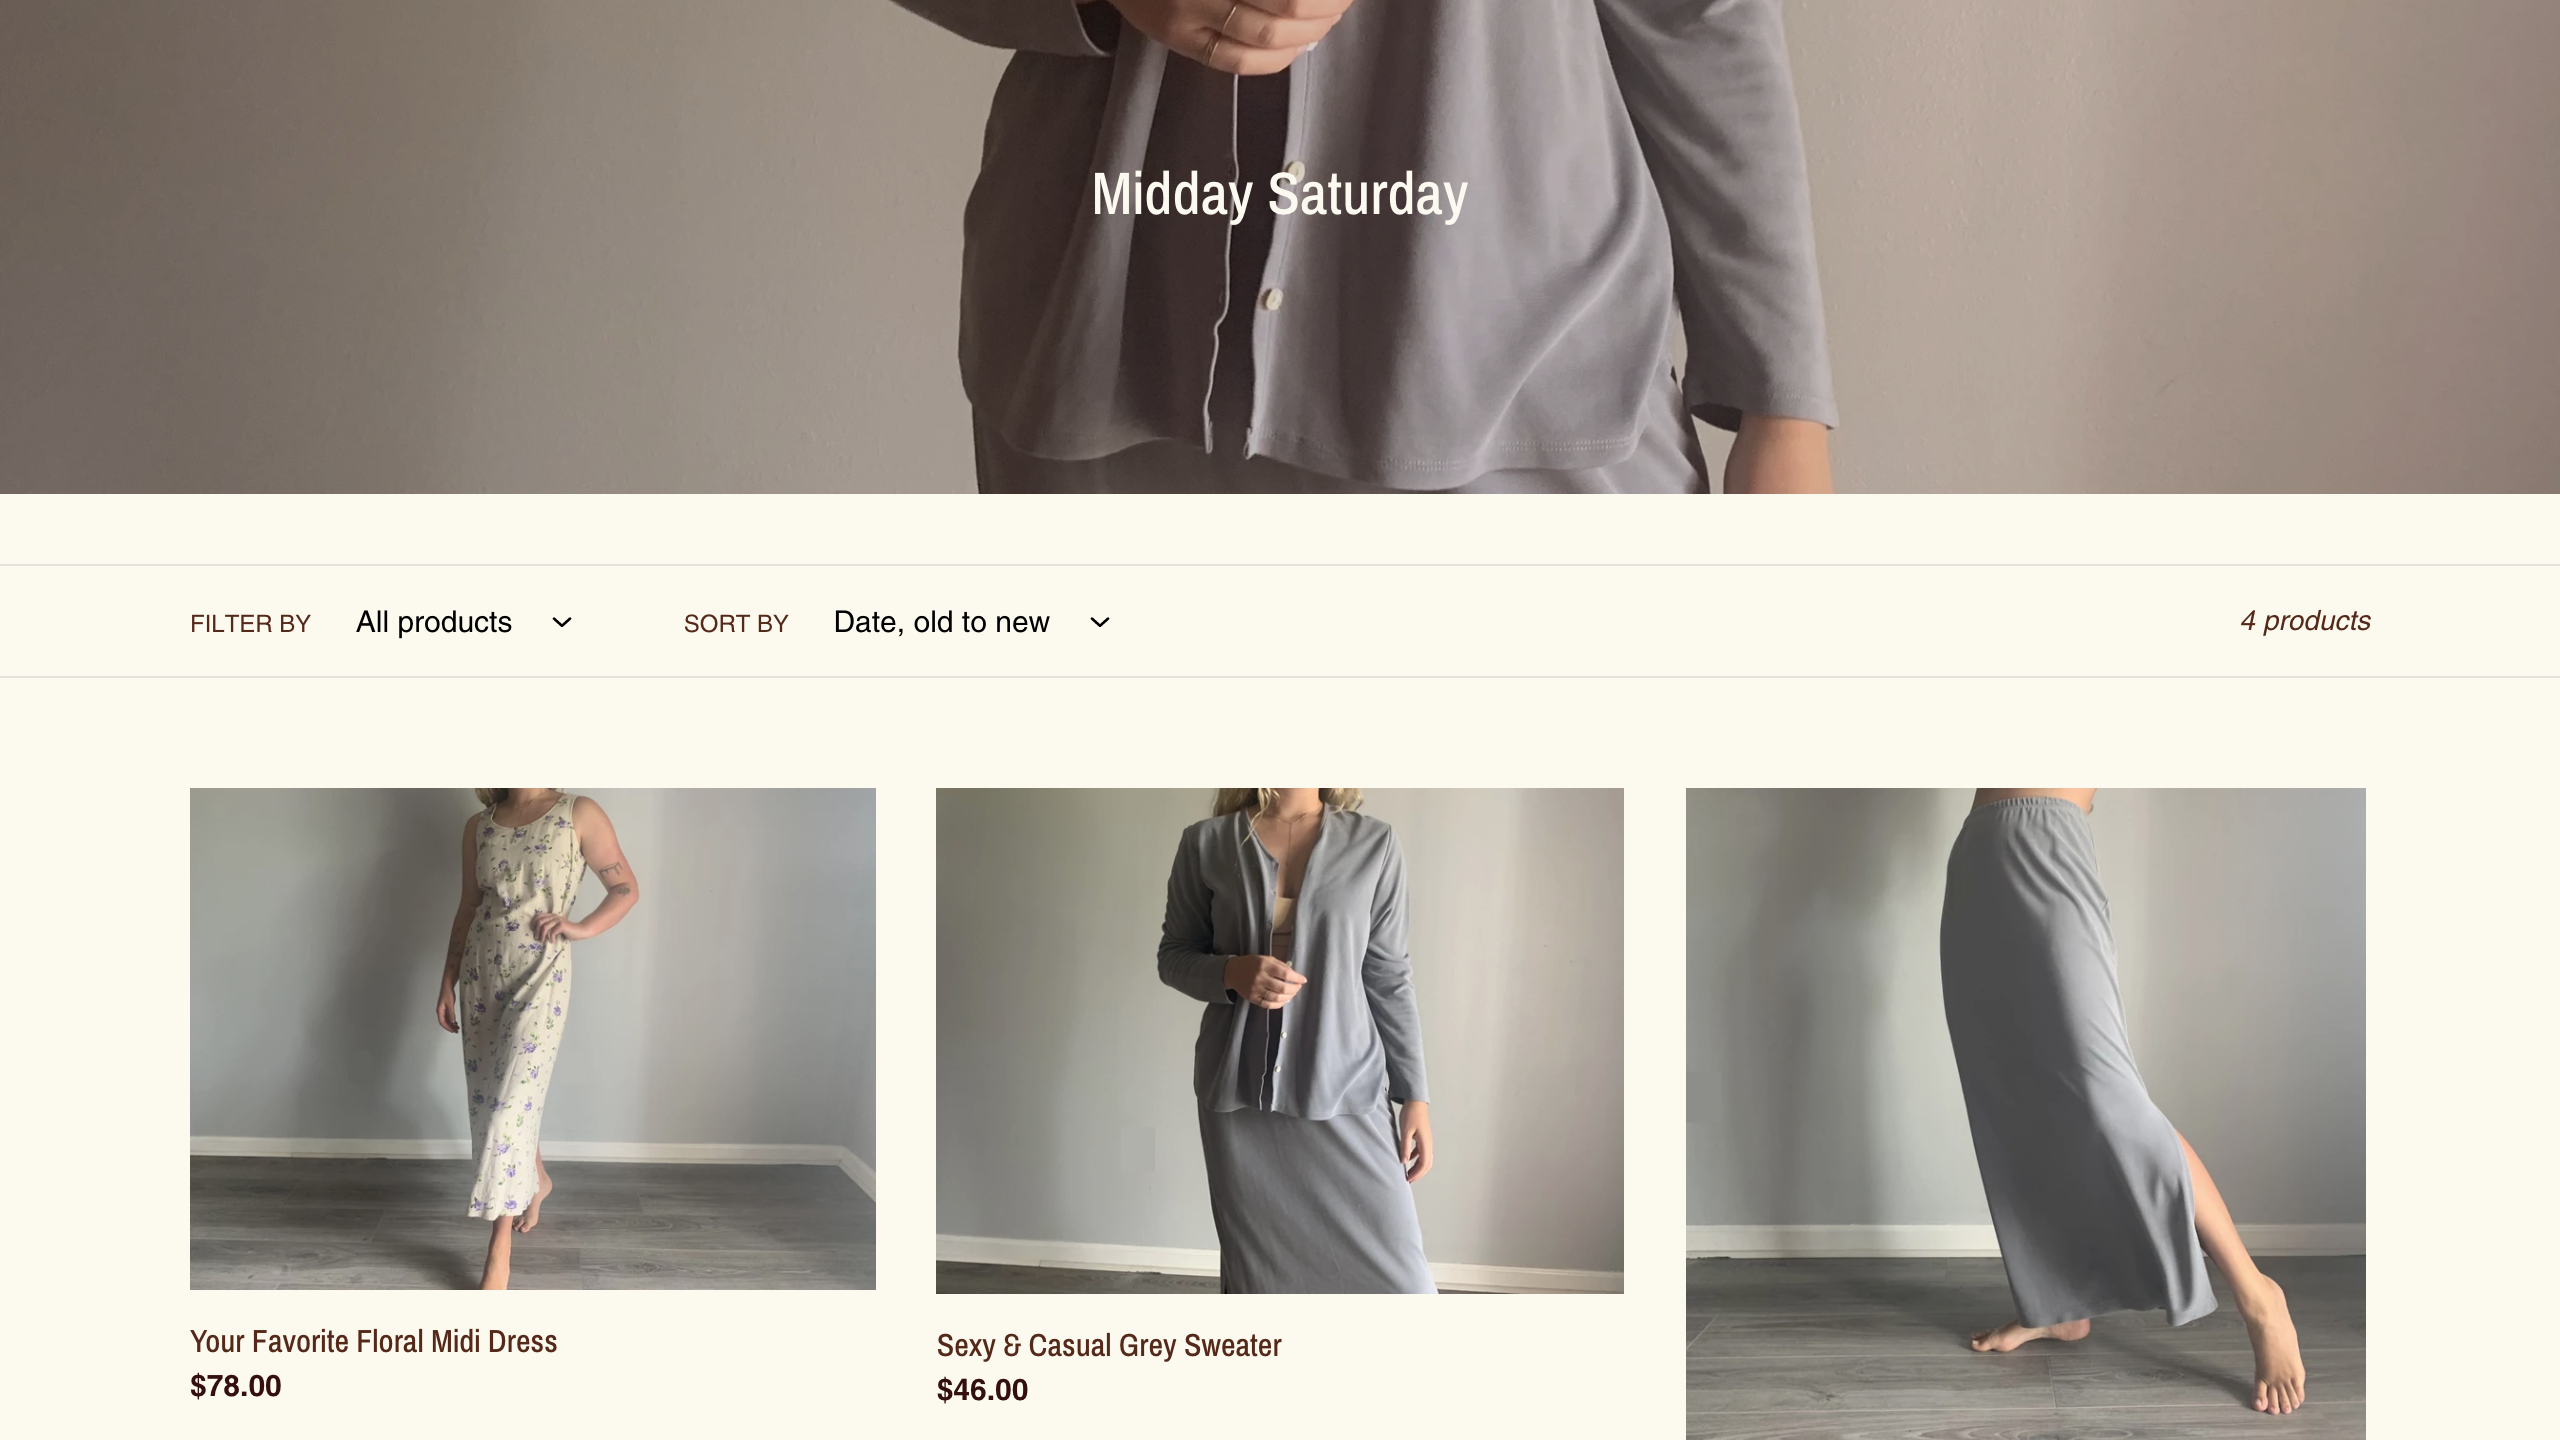 Midday Saturday
FILTER BY All products SORT BY Date, old to new 4 products
Your Favorite Floral Midi Dress
$78.00
Sexy & Casual Grey Sweater
$46.00